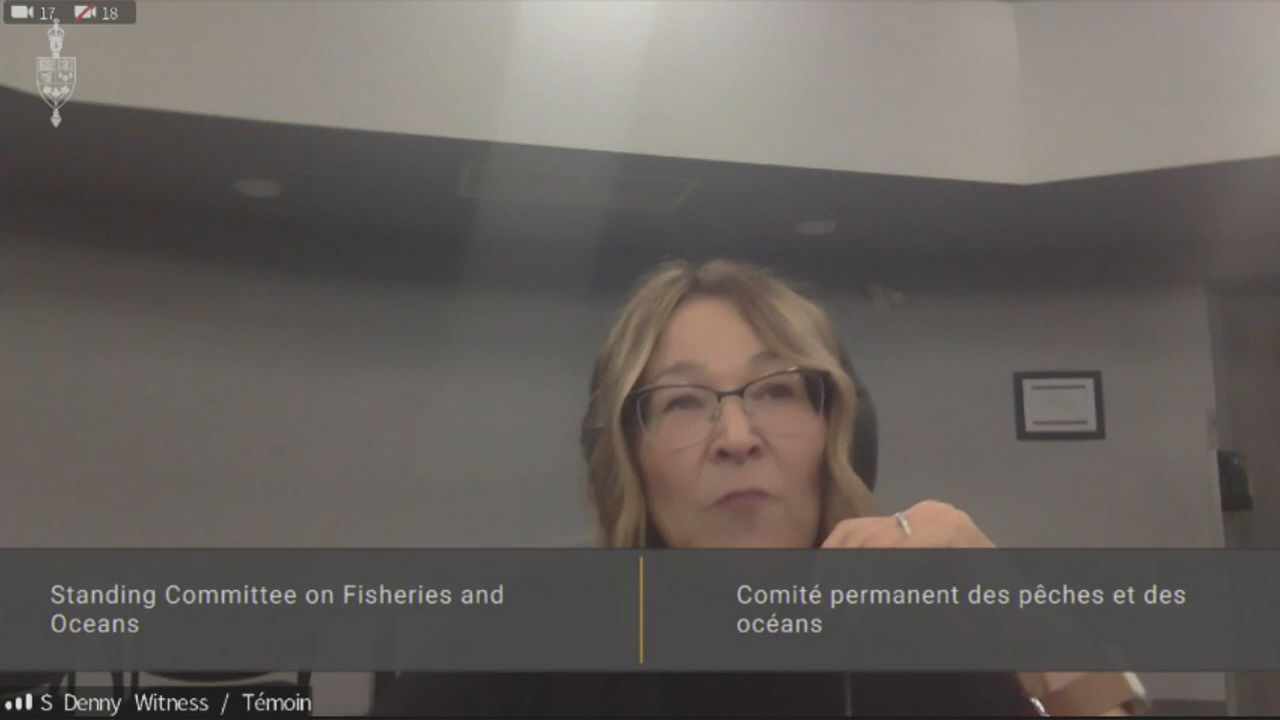 17 18
Standing Committee on Fisheries and
Oceans
Comité permanent des pêches et des
océans
S Denny Witness / Témoin